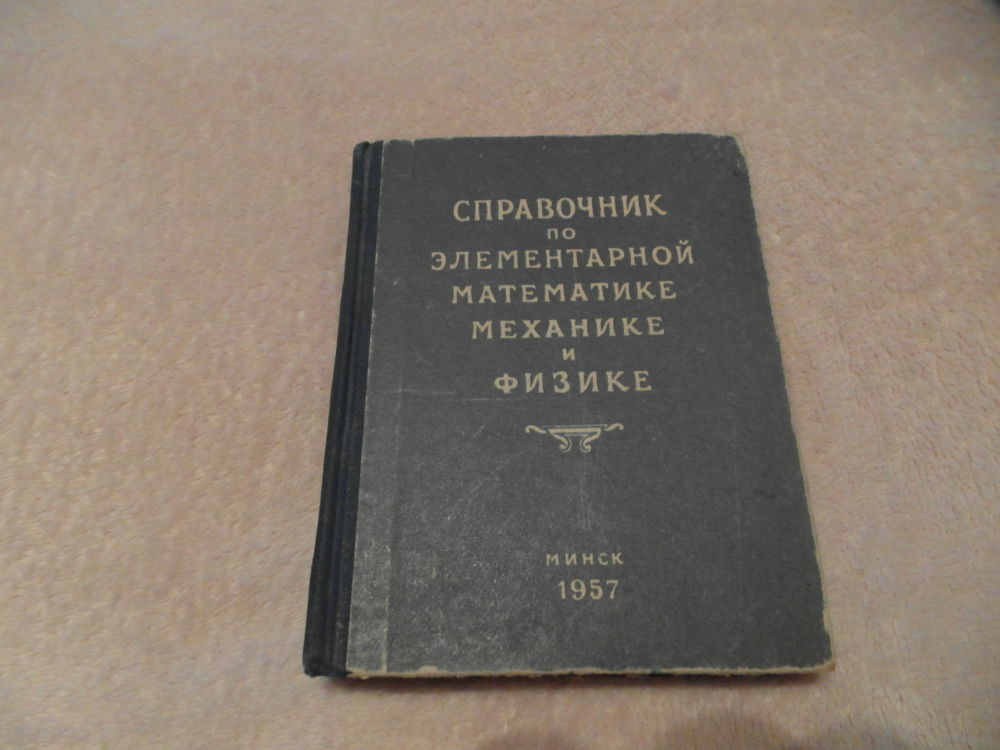 СПРАВОЧНИК
ПО
ЭЛЕМЕНТАРНОЙ
МАТЕМАТИКЕ
МЕХАНИКЕ
И
ФИЗИКЕ
МИНСК
1957